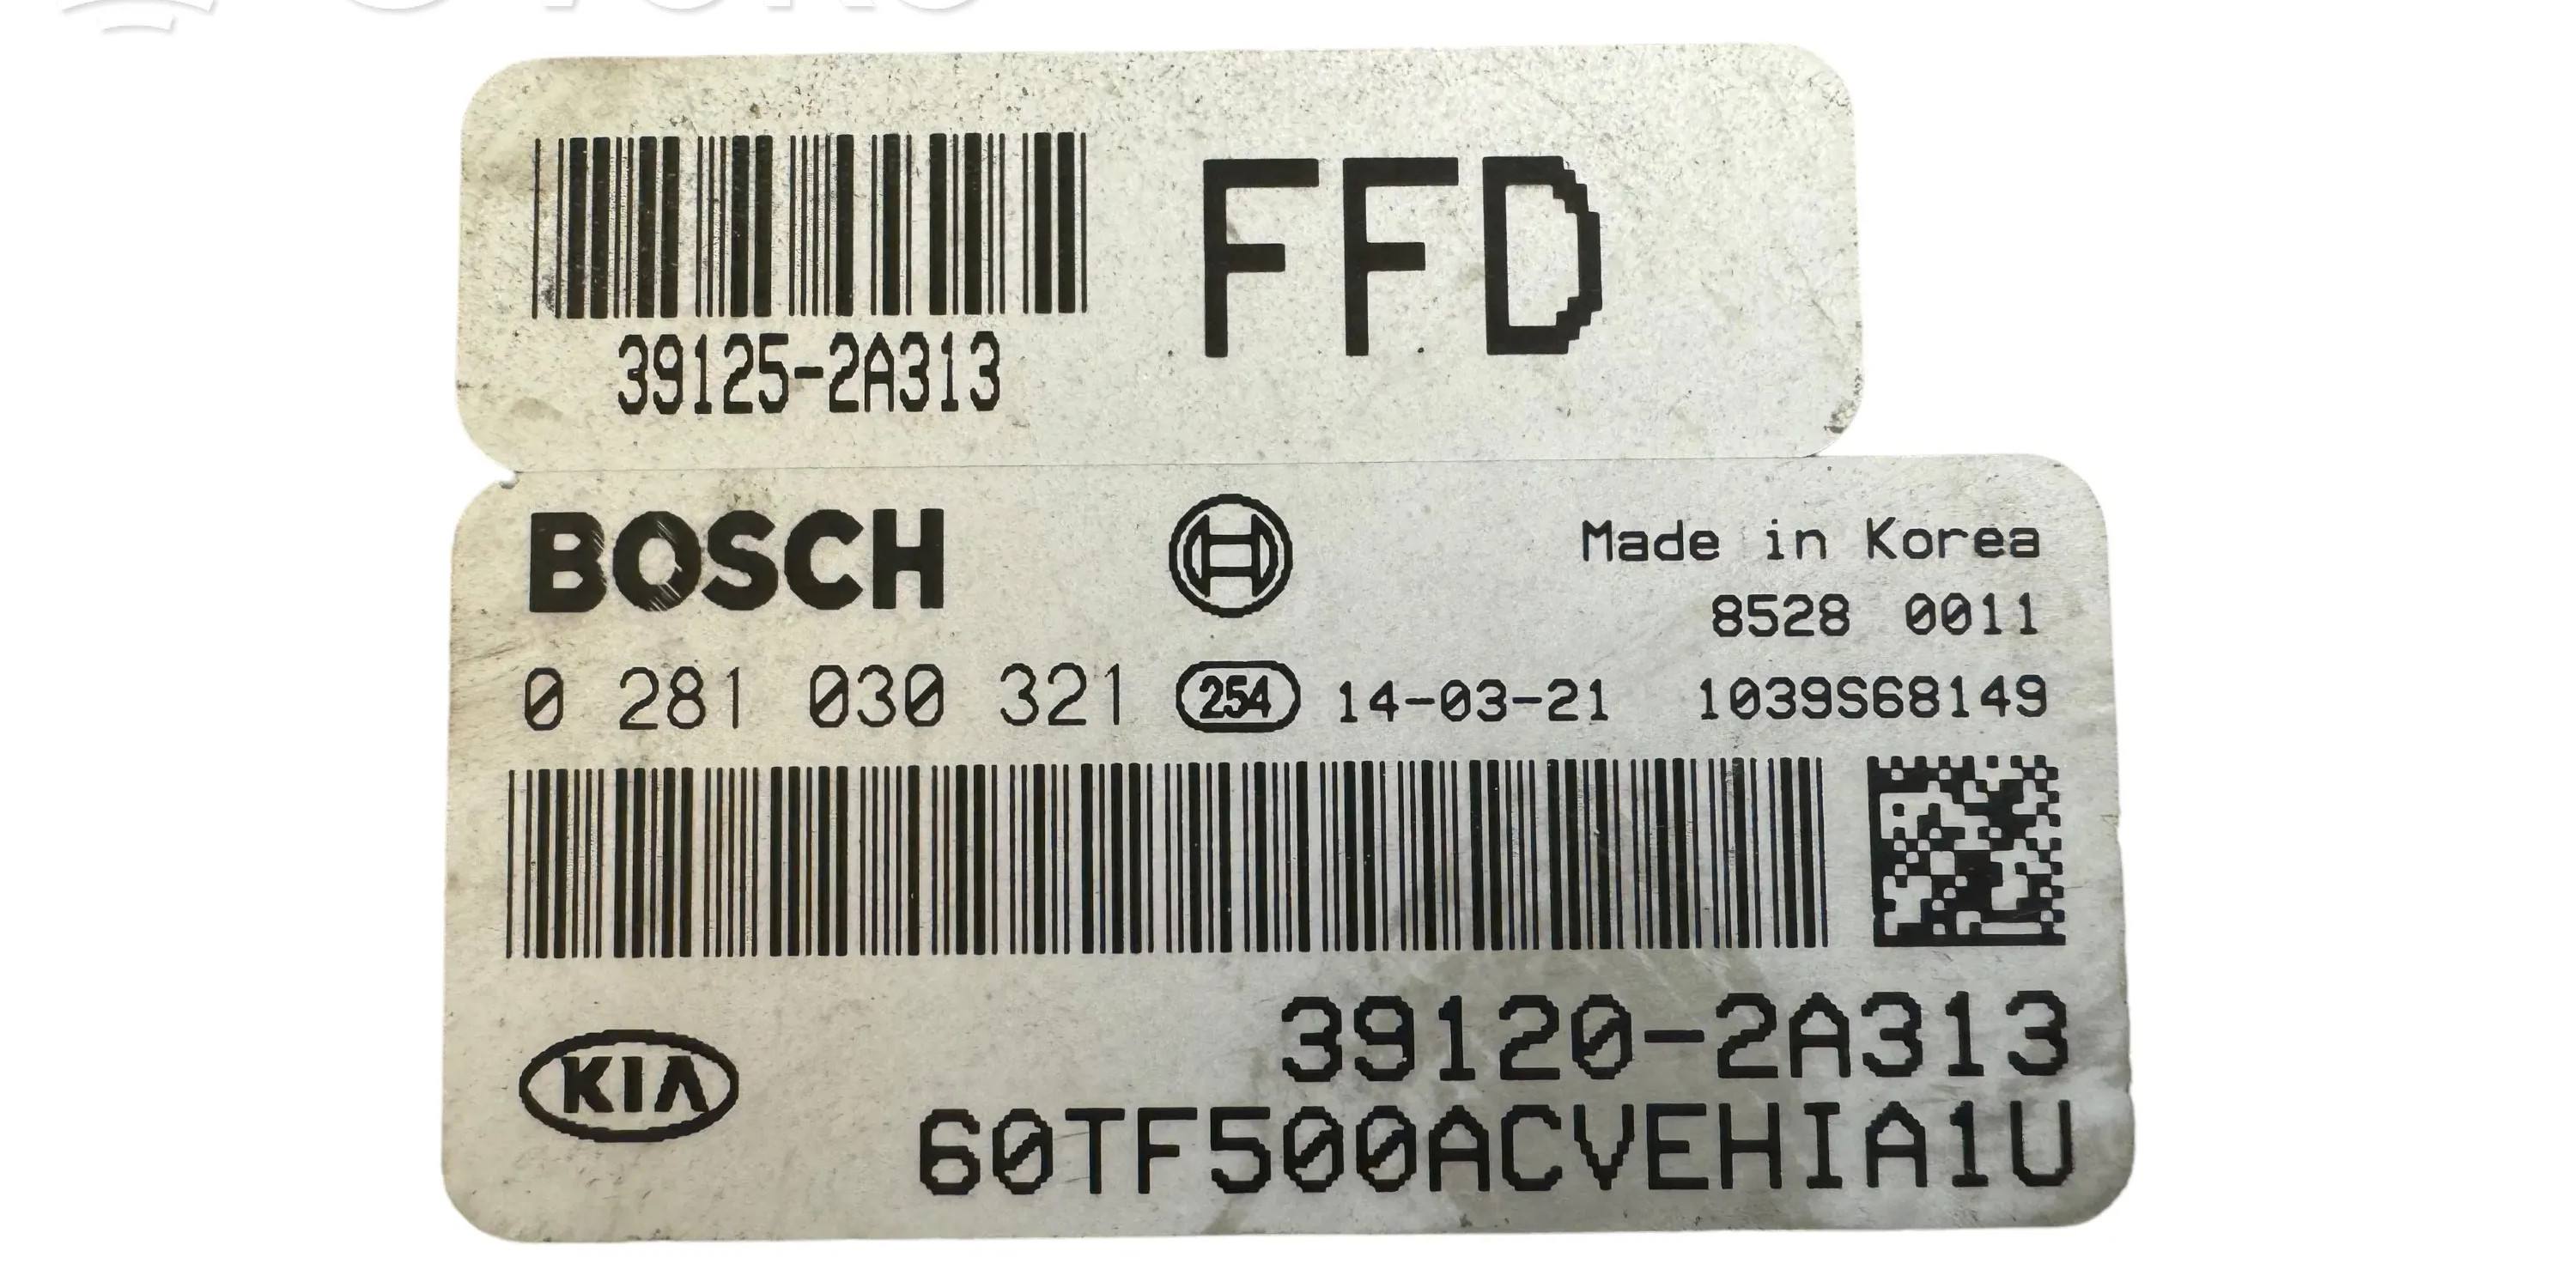 39125-2A313
FFD
BOSCH
Made in Korea
8528 0011
0 281 030 321 254 14-03-21 1039S68149
39120-2A313
KIA
60TF500ACVEHIA1U